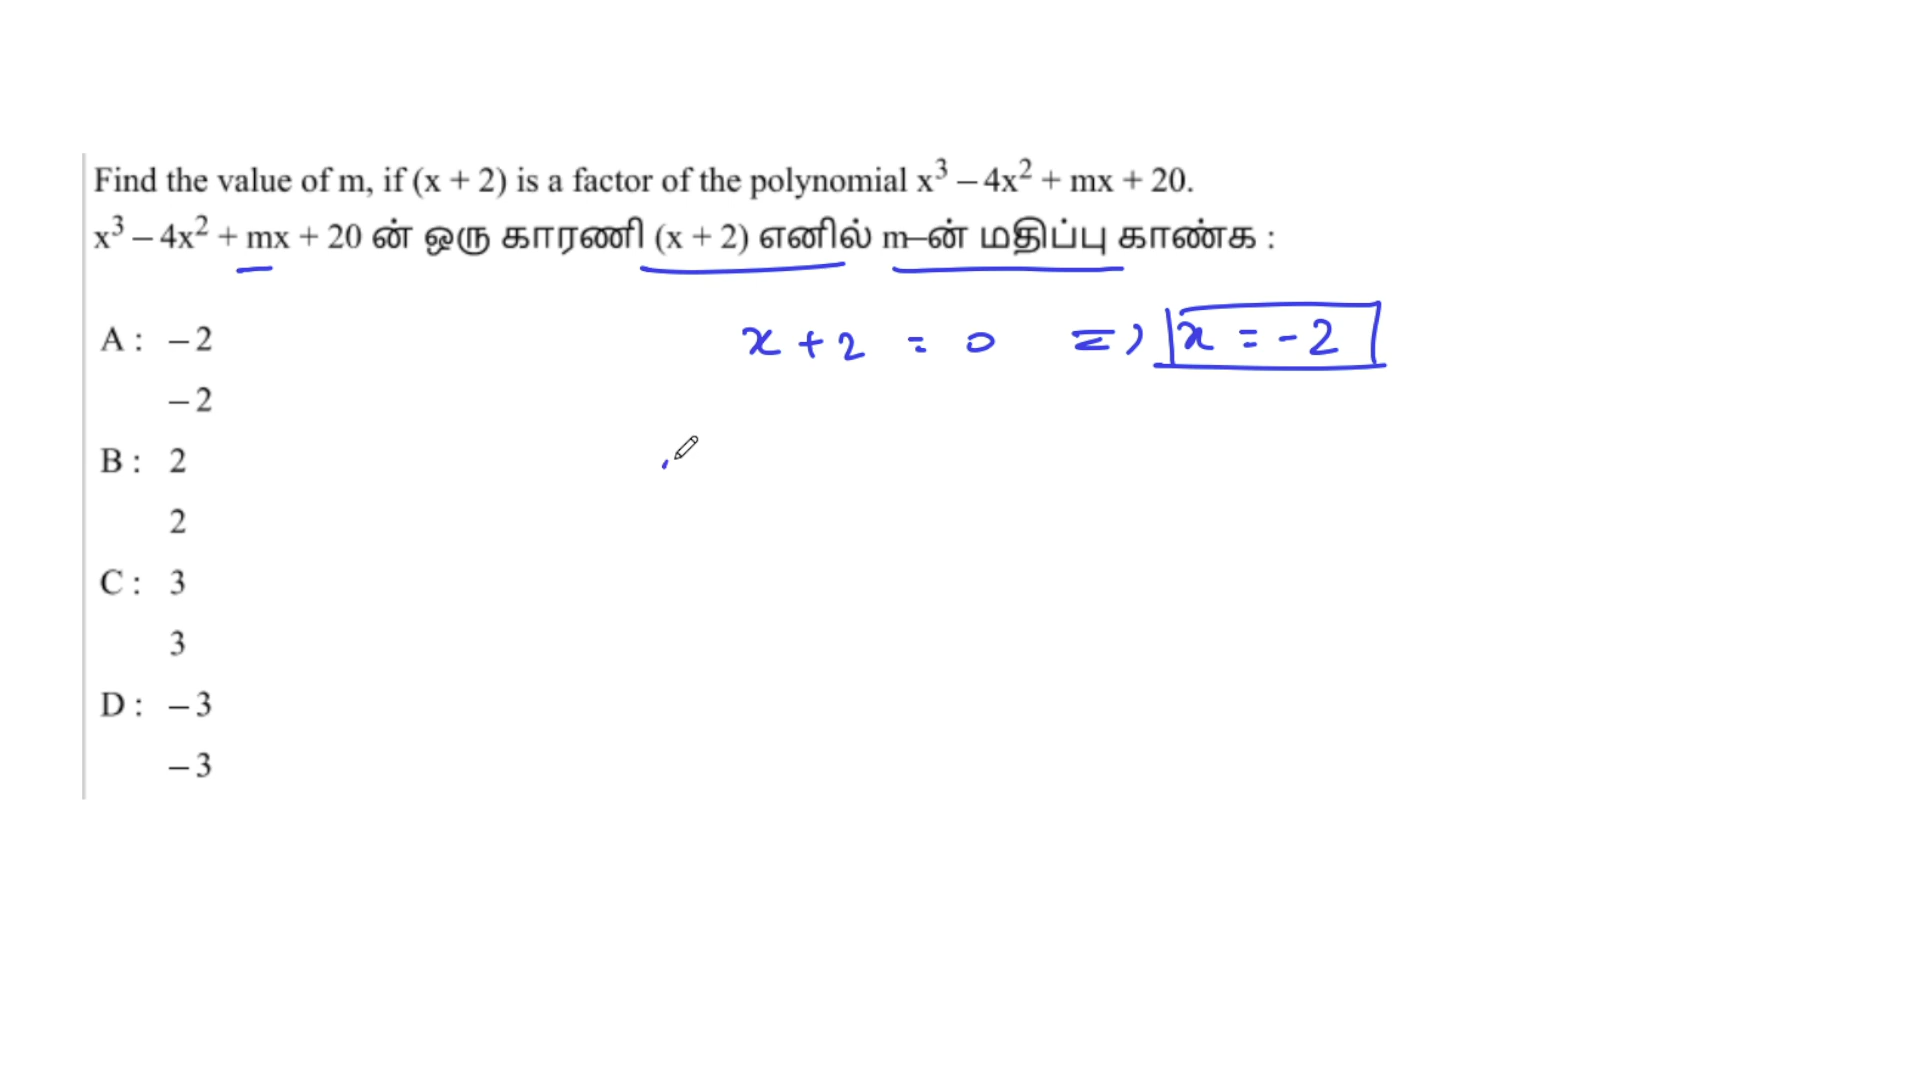 Find the value of m, if (x + 2) is a factor of the polynomial x³ – 4x² + mx + 20.
x³ – 4x² + mx + 20 ன் ஒரு காரணி (x + 2) எனில் m–ன் மதிப்பு காண்க :
x + 2 = 0 => x = -2
A : – 2
– 2
B : 2
2
C : 3
3
D : – 3
– 3